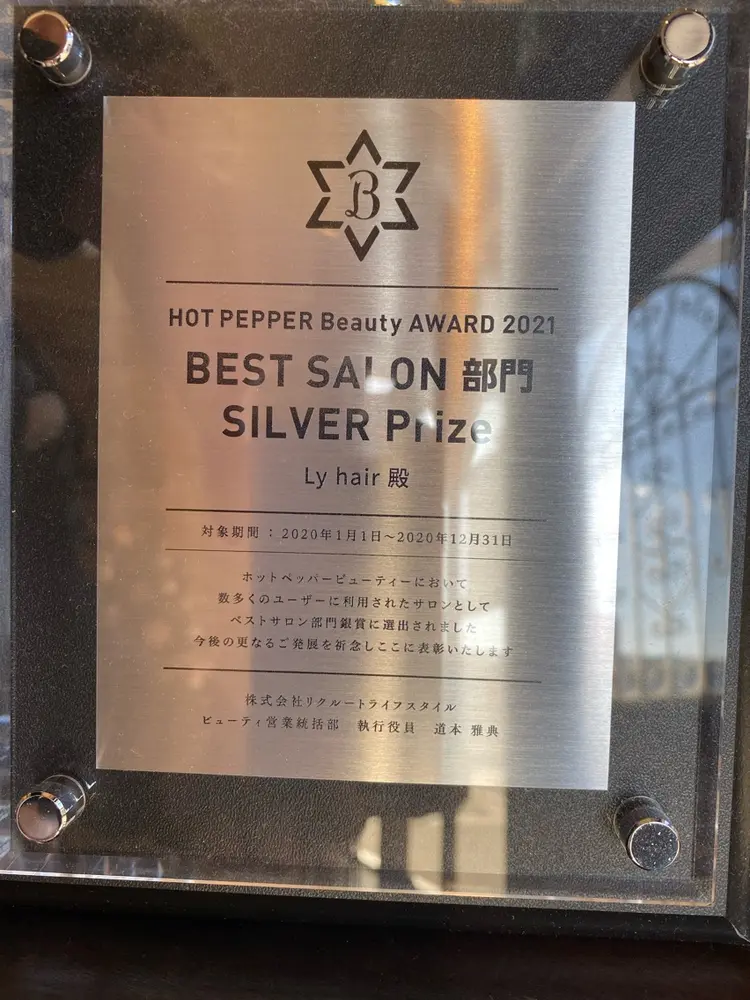 B
HOT PEPPER Beauty AWARD 2021
BEST SALON 部門
SILVER Prize
Ly hair 殿
対象期間 : 2020年1月1日~2020年12月31日
ホットペッパービューティーにおいて
数多くのユーザーに利用されたサロンとして
ベストサロン部門銀賞に選出されました
今後の更なるご発展を祈念しここに表彰いたします
株式会社リクルートライフスタイル
ビューティ営業統括部 執行役員 道本 雅典